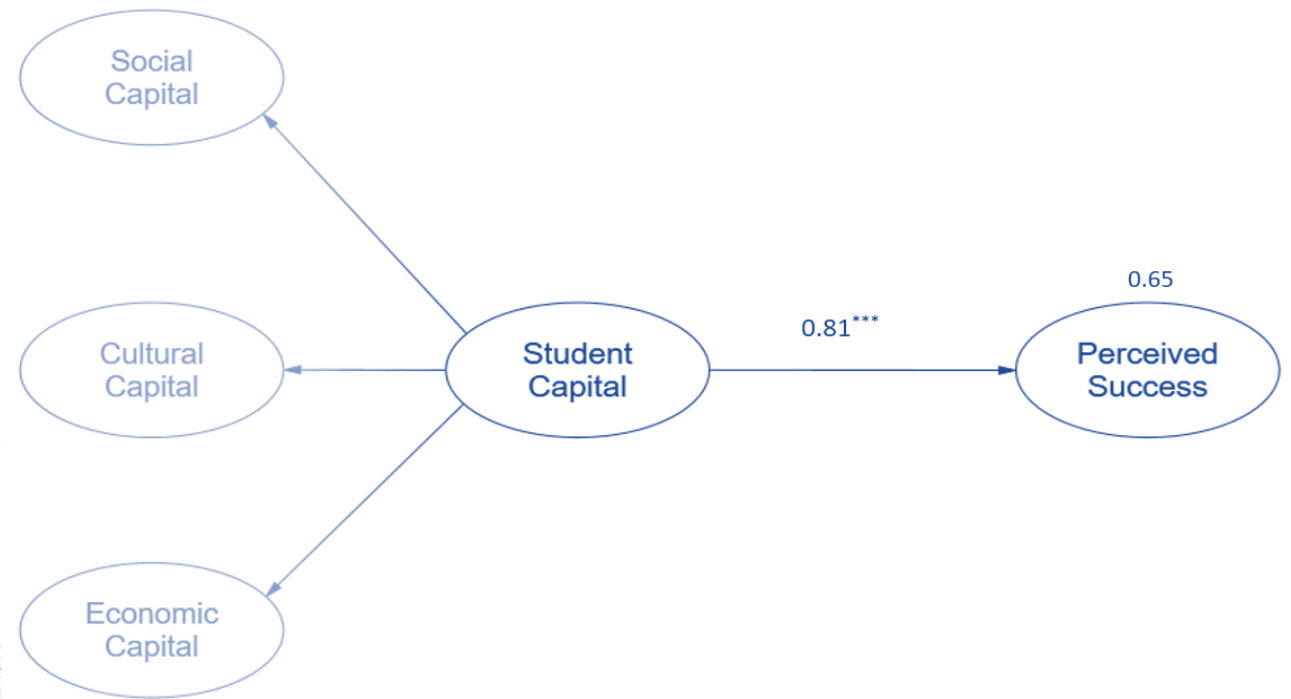 Social
Capital
Cultural
Capital
Economic
Capital
Student
Capital
0.81***
0.65
Perceived
Success